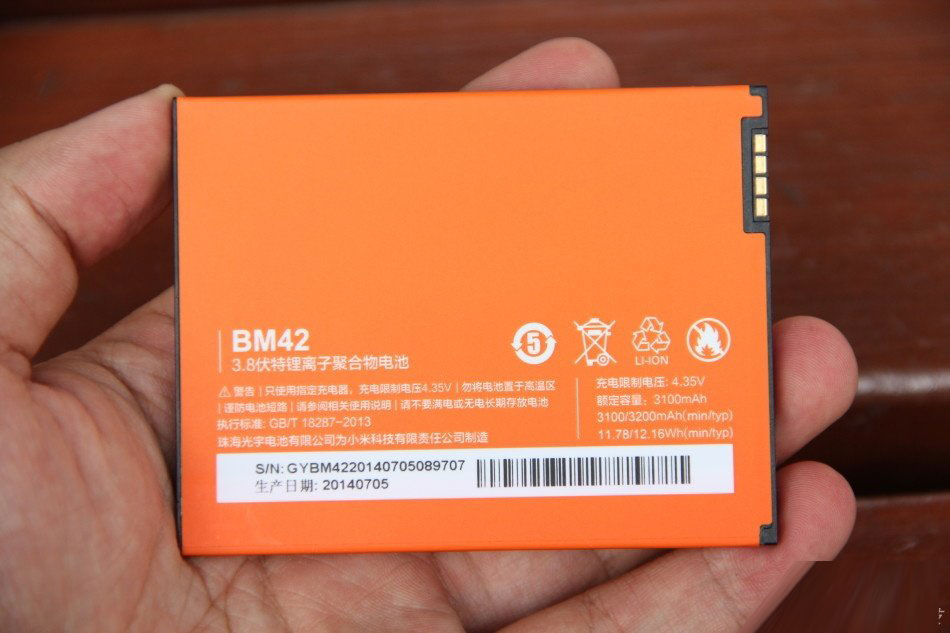 BM42
3.8伏特锂离子聚合物电池
5
LI-ION
警告 | 只使用指定充电器，充电限制电压4.35V | 勿将电池置于高温区
| 谨防电池短路 | 请参阅相关使用说明 | 请不要满电或无电长期存放电池
执行标准: GB/T 18287-2013
珠海光宇电池有限公司为小米科技有限责任公司制造
充电限制电压: 4.35V
额定容量: 3100mAh
3100/3200mAh(min/typ)
11.78/12.16Wh(min/typ)
S/N: GYBM4220140705089707
生产日期: 20140705